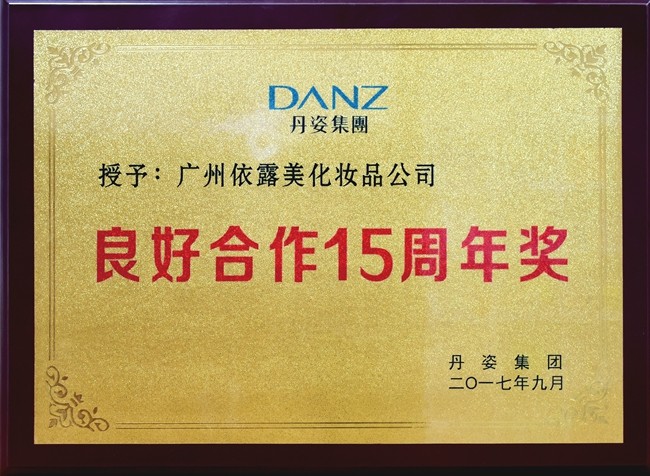 DANZ
丹姿集團
授予：广州依露美化妆品公司
良好合作15周年奖
丹姿集团
二〇一七年九月